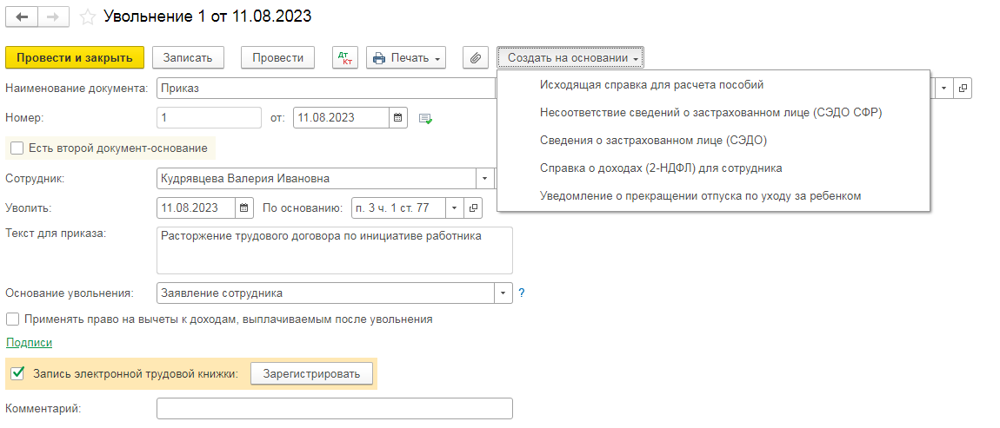 Увольнение 1 от 11.08.2023
Провести и закрыть Записать Провести Дт Кт Печать Создать на основании
Исходящая справка для расчета пособий
Несоответствие сведений о застрахованном лице (СЭДО СФР)
Сведения о застрахованном лице (СЭДО)
Справка о доходах (2-НДФЛ) для сотрудника
Уведомление о прекращении отпуска по уходу за ребенком
Наименование документа: Приказ
Номер: 1 от: 11.08.2023
Есть второй документ-основание
Сотрудник: Кудрявцева Валерия Ивановна
Уволить: 11.08.2023 По основанию: п. 3 ч. 1 ст. 77
Текст для приказа: Расторжение трудового договора по инициативе работника
Основание увольнения: Заявление сотрудника ?
Применять право на вычеты к доходам, выплачиваемым после увольнения
Подписи
Запись электронной трудовой книжки: Зарегистрировать
Комментарий: